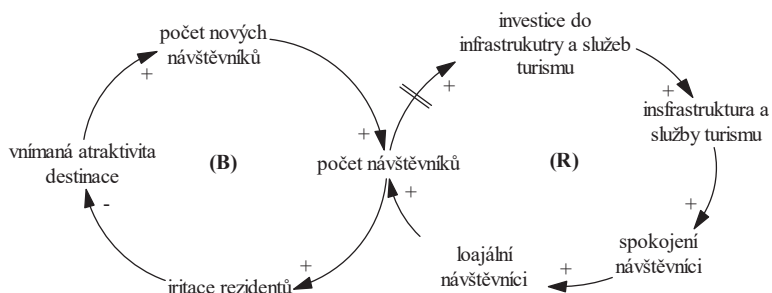 počet nových
návštěvníků
+
+
vnímaná atraktivita
destinace
(B)
-
iritace rezidentů
+
počet návštěvníků
investice do
infrastrukutry a služeb
turismu
+
+
insfrastruktura a
služby turismu
(R)
+
spokojení
návštěvníci
+
loajální
návštěvníci
+